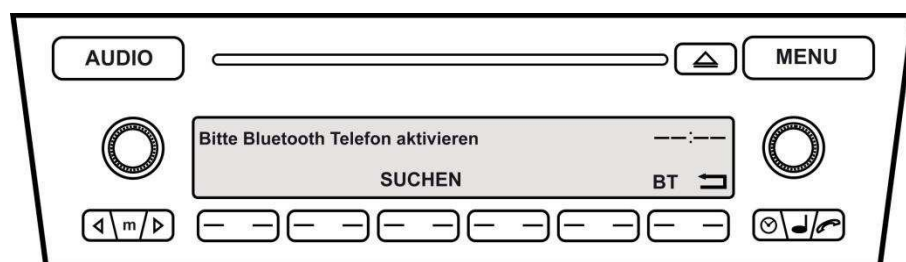 AUDIO
MENU
Bitte Bluetooth Telefon aktivieren
--:--
SUCHEN
BT
m